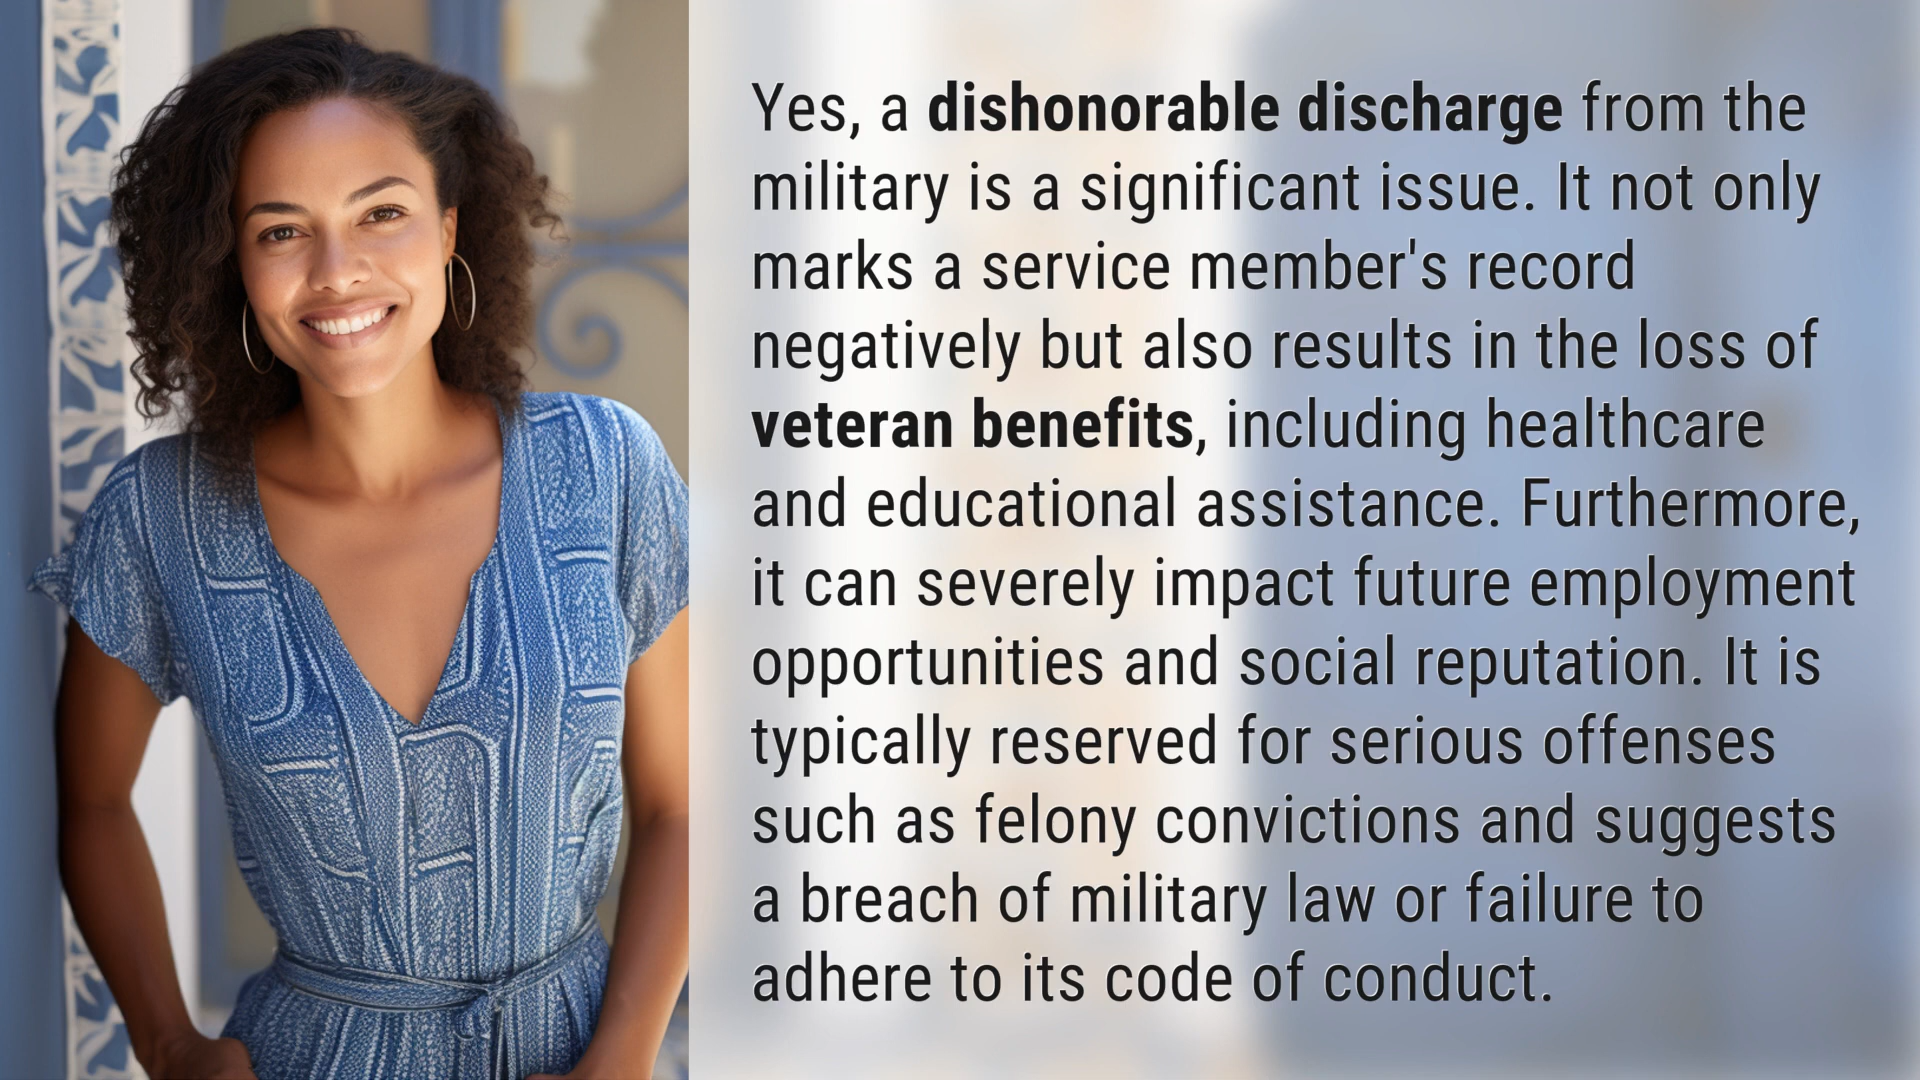 Yes, a dishonorable discharge from the
military is a significant issue. It not only
marks a service member's record
negatively but also results in the loss of
veteran benefits, including healthcare
and educational assistance. Furthermore,
it can severely impact future employment
opportunities and social reputation. It is
typically reserved for serious offenses
such as felony convictions and suggests
a breach of military law or failure to
adhere to its code of conduct.